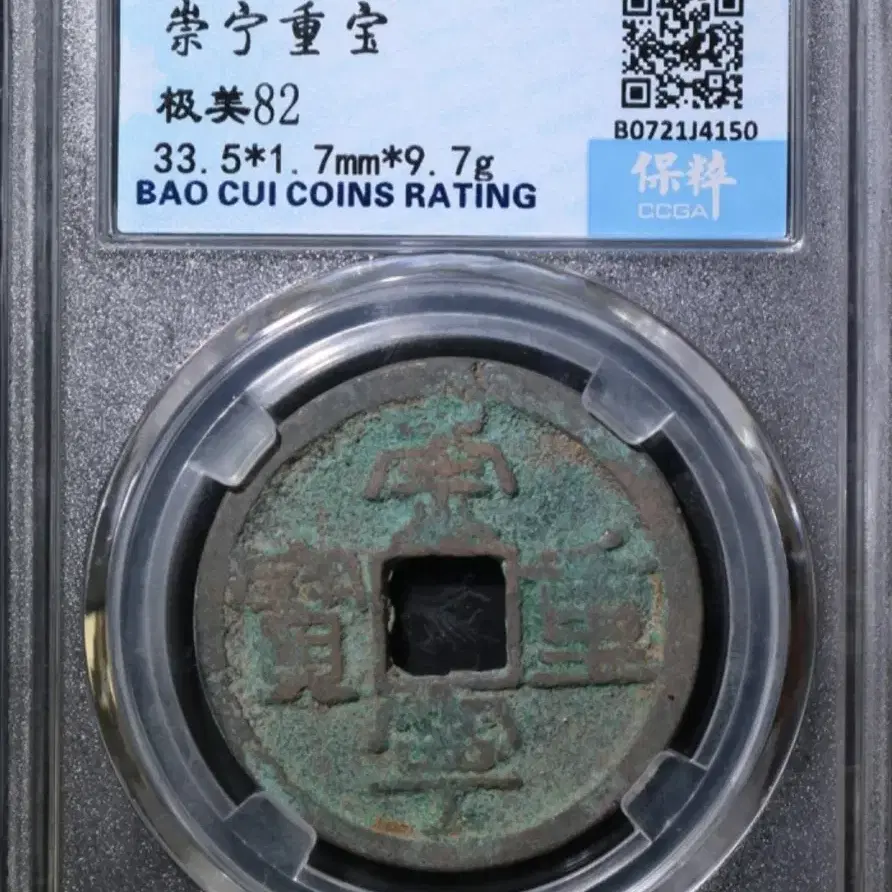 崇宁重宝
极美82
33.5*1.7mm*9.7g
BAO CUI COINS RATING
B0721J4150
保粹
CCGA
崇寧重寶